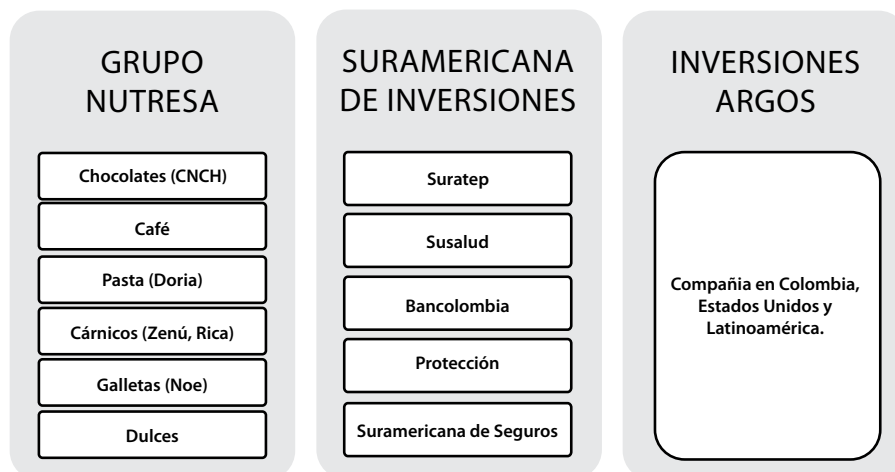 GRUPO
NUTRESA
Chocolates (CNCH)
Café
Pasta (Doria)
Cárnicos (Zenú, Rica)
Galletas (Noe)
Dulces
SURAMERICANA
DE INVERSIONES
Suratep
Susalud
Bancolombia
Protección
Suramericana de Seguros
INVERSIONES
ARGOS
Compañia en Colombia,
Estados Unidos y
Latinoamérica.